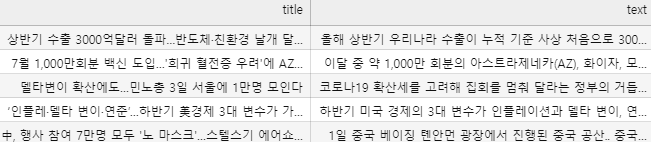 title text
상반기 수출 3000억달러 돌파...반도체·친환경 날개 달... 올해 상반기 우리나라 수출이 누적 기준 사상 처음으로 300...
7월 1,000만회분 백신 도입...'희귀 혈전증 우려'에 AZ... 이달 중 약 1,000만 회분의 아스트라제네카(AZ), 화이자, 모...
델타변이 확산에도...민노총 3일 서울에 1만명 모인다 코로나19 확산세를 고려해 집회를 멈춰 달라는 정부의 거듭...
'인플레·델타 변이·연준'...하반기 美경제 3대 변수가 가... 하반기 미국 경제의 3대 변수가 인플레이션과 델타 변이, 연...
中, 행사 참여 7만명 모두 '노 마스크'...스텔스기 에어쇼... 1일 중국 베이징 톈안먼 광장에서 진행된 중국 공산.. 중국...